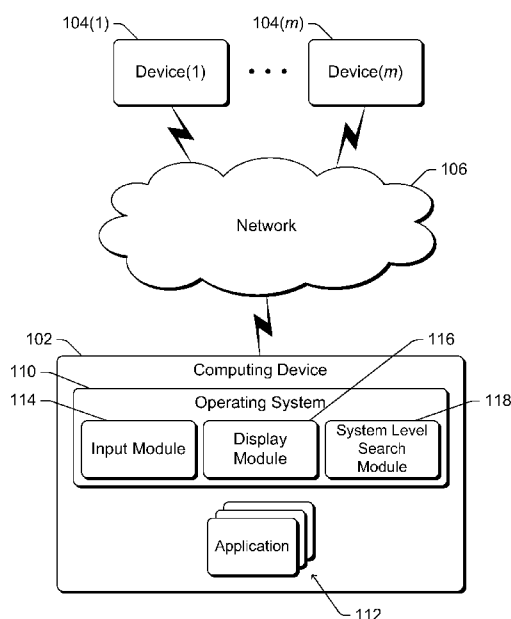 104(1)
104(m)
Device(1)
• • •
Device(m)
106
Network
102
116
Computing Device
110
Operating System
114
118
Input Module
Display
Module
System Level
Search
Module
Application
112